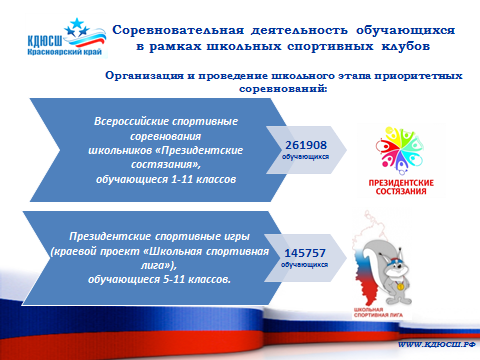 КДЮСШ
Красноярский край
Соревновательная деятельность обучающихся
в рамках школьных спортивных клубов
Организация и проведение школьного этапа приоритетных
соревнований:
Всероссийские спортивные
соревнования
школьников «Президентские
состязания»,
обучающиеся 1-11 классов
261908
обучающихся
ПРЕЗИДЕНТСКИЕ
СОСТЯЗАНИЯ
Президентские спортивные игры
(краевой проект «Школьная спортивная
лига»),
обучающиеся 5-11 классов.
145757
обучающихся
ШКОЛЬНАЯ
СПОРТИВНАЯ ЛИГА
WWW.КДЮСШ.РФ